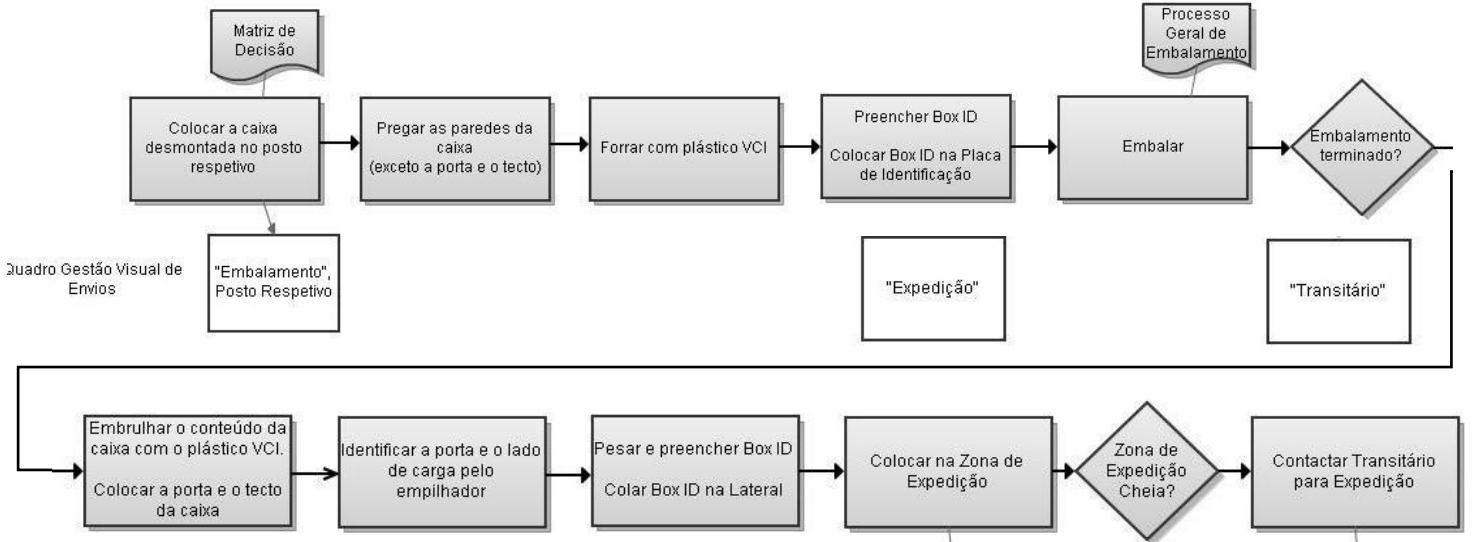 Matriz de
Decisão
Processo
Geral de
Embalamento
Colocar a caixa
desmontada no posto
respetivo
Pregar as paredes da
caixa
(exceto a porta e o tecto)
Forrar com plástico VCI
Preencher Box ID
Colocar Box ID na Placa
de Identificação
Embalar
Embalamento
terminado?
Quadro Gestão Visual de
Envios
"Embalamento",
Posto Respetivo
"Expedição"
"Transitário"
Embrulhar o conteúdo da
caixa com o plástico VCI.
Colocar a porta e o tecto
da caixa
Identificar a porta e o lado
de carga pelo
empilhador
Pesar e preencher Box ID
Colar Box ID na Lateral
Colocar na Zona de
Expedição
Zona de
Expedição
Cheia?
Contactar Transitário
para Expedição